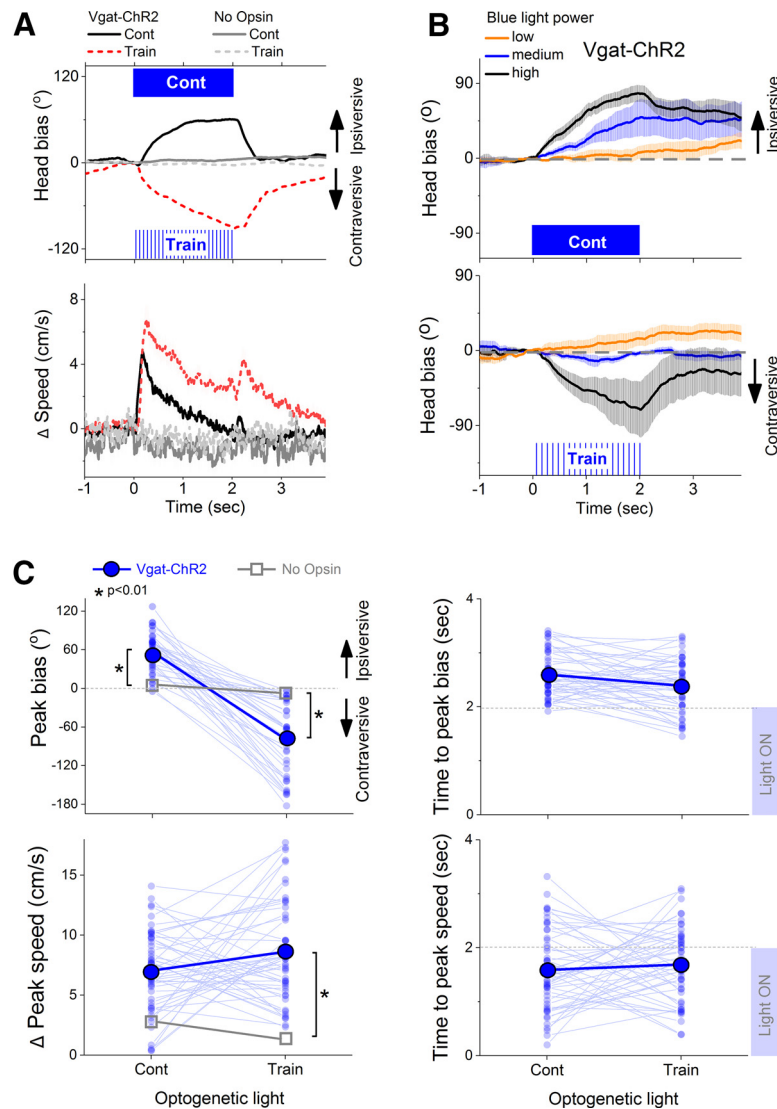 A
Vgat-ChR2 No Opsin
Cont Cont
Train Train
120
0
-120
Head bias (°)
Cont
Train
Ipsiversive
Contraversive
8
4
0
Δ Speed (cm/s)
-1 0 1 2 3
Time (sec)
B
Blue light power
low
medium
high
Vgat-ChR2
90
0
-90
Head bias (°)
Cont
Ipsiversive
90
0
-90
Head bias (°)
Train
Contraversive
-1 0 1 2 3
Time (sec)
C
Vgat-ChR2 No Opsin
* p<0.01
120
60
0
-60
-120
-180
Peak bias (°)
*
*
Ipsiversive
Contraversive
4
2
0
Time to peak bias (sec)
Light ON
15
10
5
0
Δ Peak speed (cm/s)
*
Cont Train
Optogenetic light
4
2
0
Time to peak speed (sec)
Light ON
Cont Train
Optogenetic light